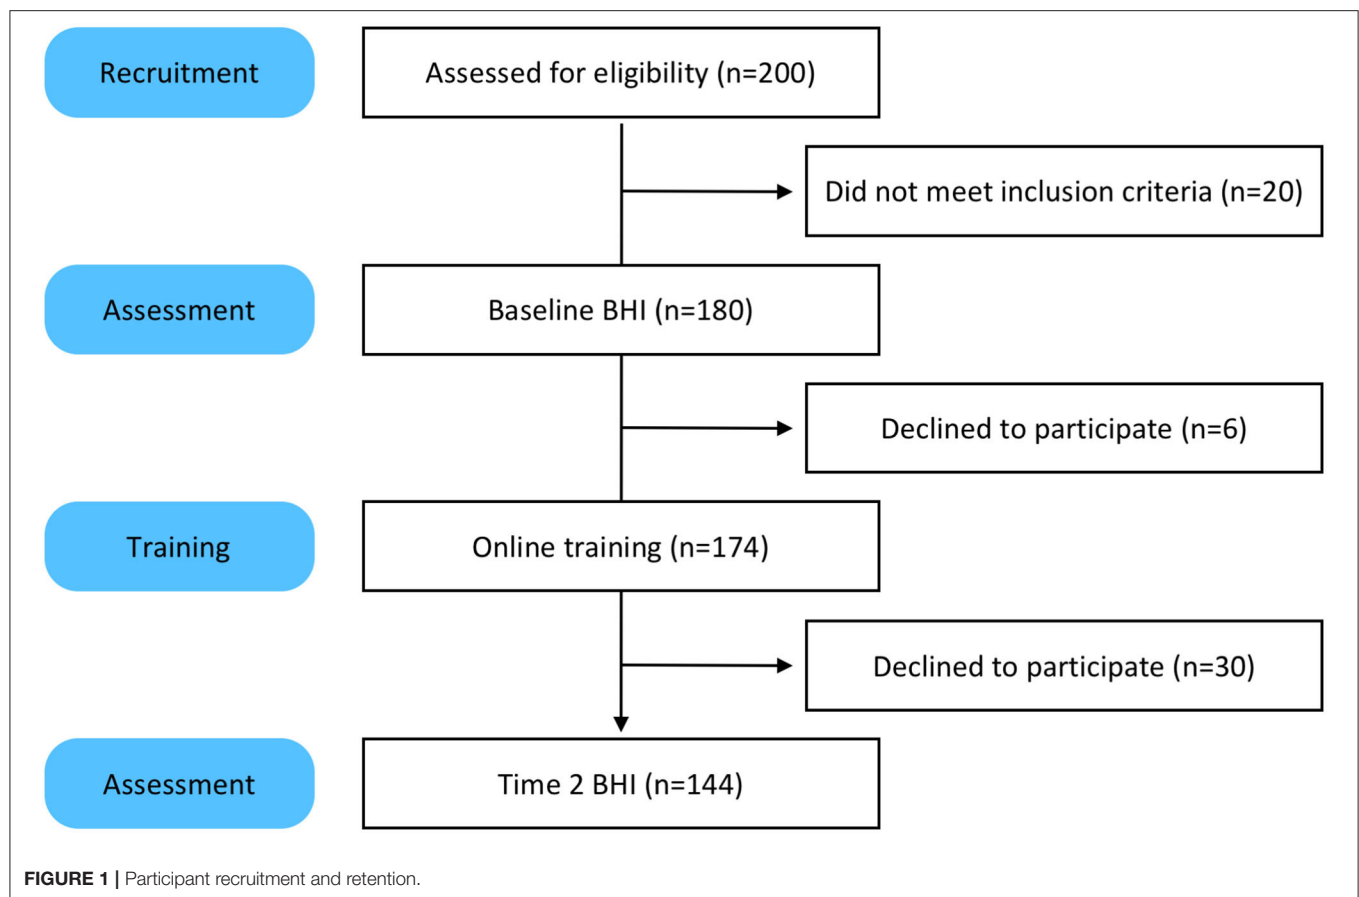 Recruitment
Assessed for eligibility (n=200)
Did not meet inclusion criteria (n=20)
Assessment
Baseline BHI (n=180)
Declined to participate (n=6)
Training
Online training (n=174)
Declined to participate (n=30)
Assessment
Time 2 BHI (n=144)
FIGURE 1 | Participant recruitment and retention.